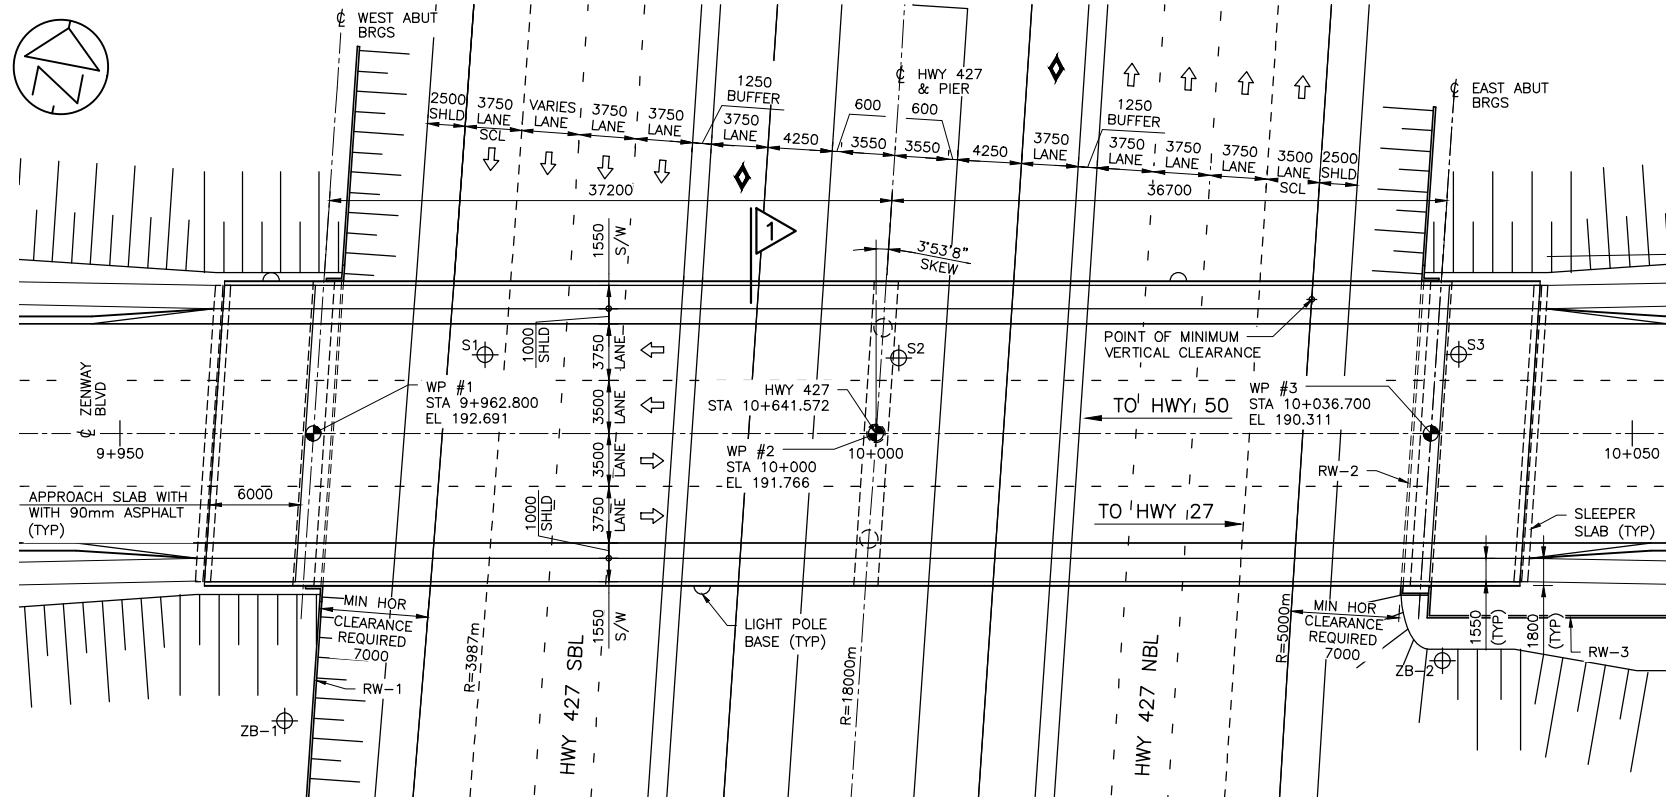 ℄ WEST ABUT
BRGS
N
2500
SHLD
3750
LANE
SCL
VARIES
LANE
3750
LANE
3750
LANE
1250
BUFFER
3750
LANE
4250
600
3550
℄ HWY 427
& PIER
600
3550
4250
3750
LANE
1250
BUFFER
3750
LANE
3750
LANE
3750
LANE
3500
LANE
SCL
2500
SHLD
℄ EAST ABUT
BRGS
37200
36700
1
3°53'8"
SKEW
1550
S/W
1000
SHLD
3750
LANE
3500
LANE
3500
LANE
3750
LANE
1000
SHLD
1550
S/W
S1
S2
S3
POINT OF MINIMUM
VERTICAL CLEARANCE
℄ ZENWAY
BLVD
WP #1
STA 9+962.800
EL 192.691
HWY 427
STA 10+641.572
TO HWY 50
WP #3
STA 10+036.700
EL 190.311
9+950
WP #2
STA 10+000
EL 191.766
10+000
10+050
RW-2
APPROACH SLAB WITH
WITH 90mm ASPHALT
(TYP)
6000
TO HWY 27
SLEEPER
SLAB (TYP)
MIN HOR
CLEARANCE
REQUIRED
7000
LIGHT POLE
BASE (TYP)
MIN HOR
CLEARANCE
REQUIRED
7000
1550
(TYP)
1800
(TYP)
RW-3
RW-1
ZB-1
ZB-2
R=3987m
HWY 427 SBL
R=18000m
HWY 427 NBL
R=5000m